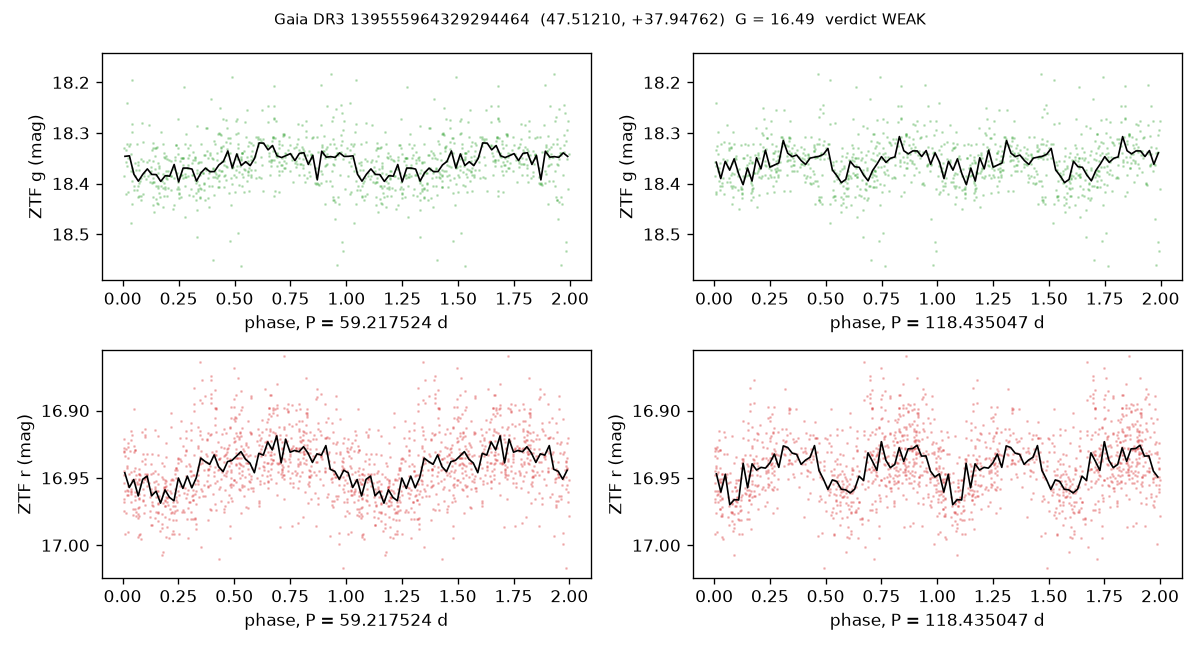 Gaia DR3 139555964329294464  (47.51210, +37.94762)  G = 16.49  verdict WEAK
18.2
18.3
18.4
18.5
ZTF g (mag)
0.00 0.25 0.50 0.75 1.00 1.25 1.50 1.75 2.00
phase, P = 59.217524 d
18.2
18.3
18.4
18.5
ZTF g (mag)
0.00 0.25 0.50 0.75 1.00 1.25 1.50 1.75 2.00
phase, P = 118.435047 d
16.90
16.95
17.00
ZTF r (mag)
0.00 0.25 0.50 0.75 1.00 1.25 1.50 1.75 2.00
phase, P = 59.217524 d
16.90
16.95
17.00
ZTF r (mag)
0.00 0.25 0.50 0.75 1.00 1.25 1.50 1.75 2.00
phase, P = 118.435047 d